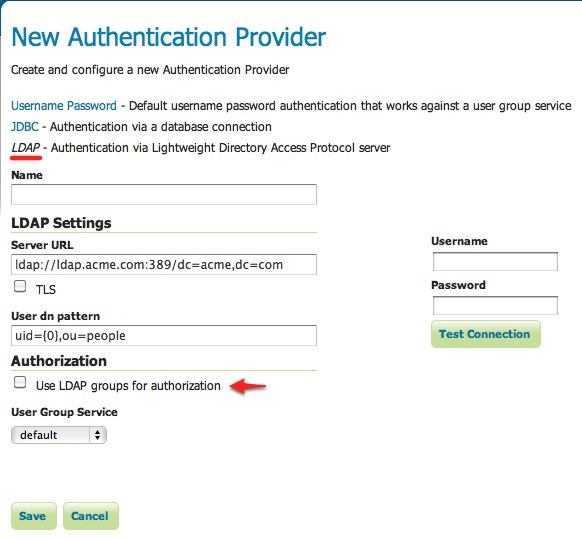 New Authentication Provider
Create and configure a new Authentication Provider
Username Password - Default username password authentication that works against a user group service
JDBC - Authentication via a database connection
LDAP - Authentication via Lightweight Directory Access Protocol server
Name
LDAP Settings
Server URL
ldap://ldap.acme.com:389/dc=acme,dc=com
TLS
User dn pattern
uid={0},ou=people
Username
Password
Test Connection
Authorization
Use LDAP groups for authorization
User Group Service
default
Save Cancel